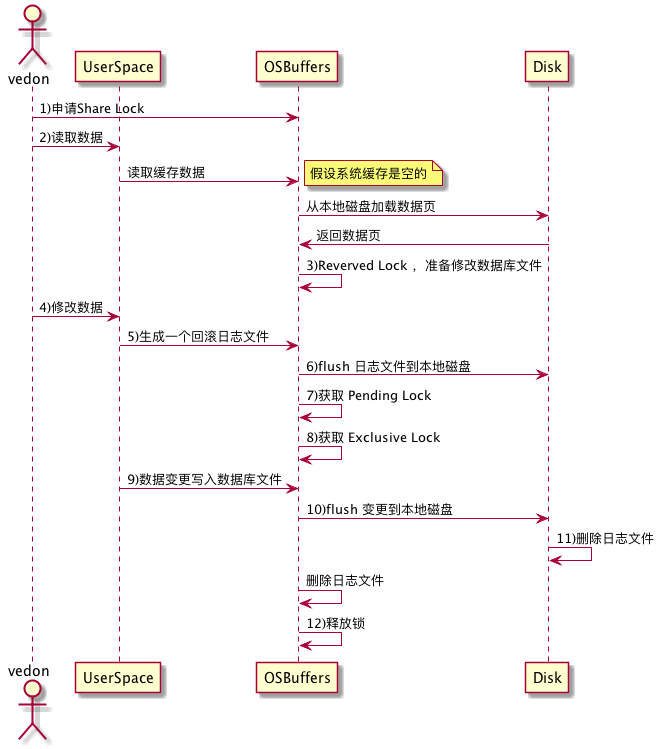 vedon
UserSpace
OSBuffers
Disk
1)申请Share Lock
2)读取数据
读取缓存数据
假设系统缓存是空的
从本地磁盘加载数据页
返回数据页
3)Reverved Lock ，准备修改数据库文件
4)修改数据
5)生成一个回滚日志文件
6)flush 日志文件到本地磁盘
7)获取 Pending Lock
8)获取 Exclusive Lock
9)数据变更写入数据库文件
10)flush 变更到本地磁盘
11)删除日志文件
删除日志文件
12)释放锁
vedon
UserSpace
OSBuffers
Disk